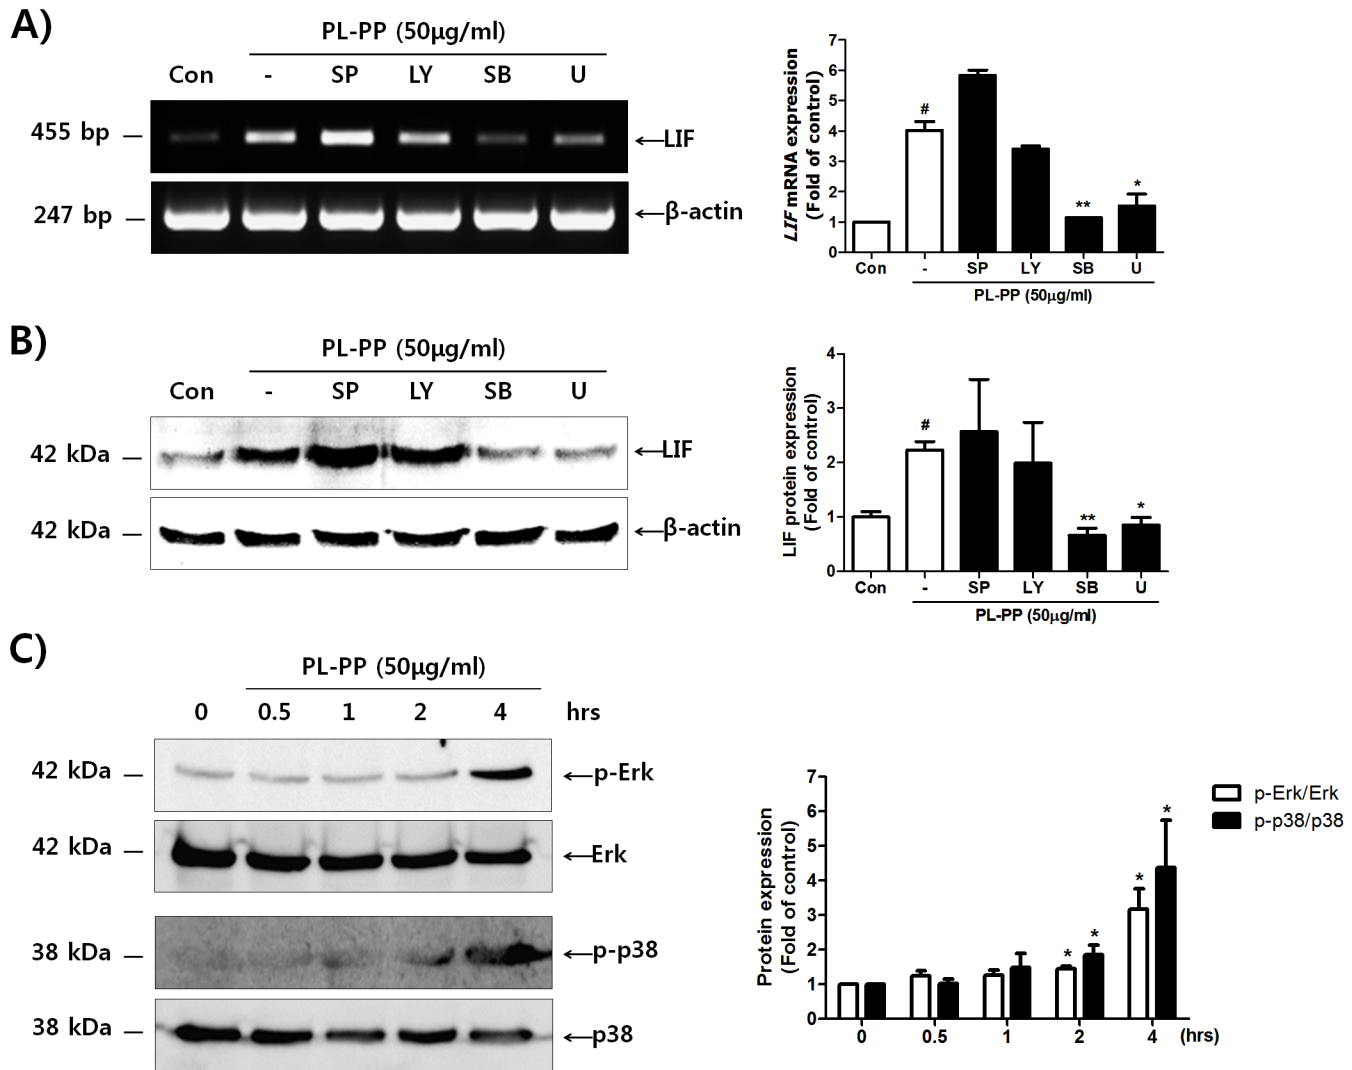 A)
PL-PP (50μg/ml)
Con - SP LY SB U
455 bp
←LIF
247 bp
←β-actin
LIF mRNA expression
(Fold of control)
7
6
5
4
3
2
1
0
#
**
*
Con - SP LY SB U
PL-PP (50μg/ml)
B)
PL-PP (50μg/ml)
Con - SP LY SB U
42 kDa
←LIF
42 kDa
←β-actin
LIF protein expression
(Fold of control)
4
3
2
1
0
#
**
*
Con - SP LY SB U
PL-PP (50μg/ml)
C)
PL-PP (50μg/ml)
0 0.5 1 2 4 hrs
42 kDa
←p-Erk
42 kDa
←Erk
38 kDa
←p-p38
38 kDa
←p38
Protein expression
(Fold of control)
7
6
5
4
3
2
1
0
*
*
*
*
0 0.5 1 2 4 (hrs)
p-Erk/Erk
p-p38/p38